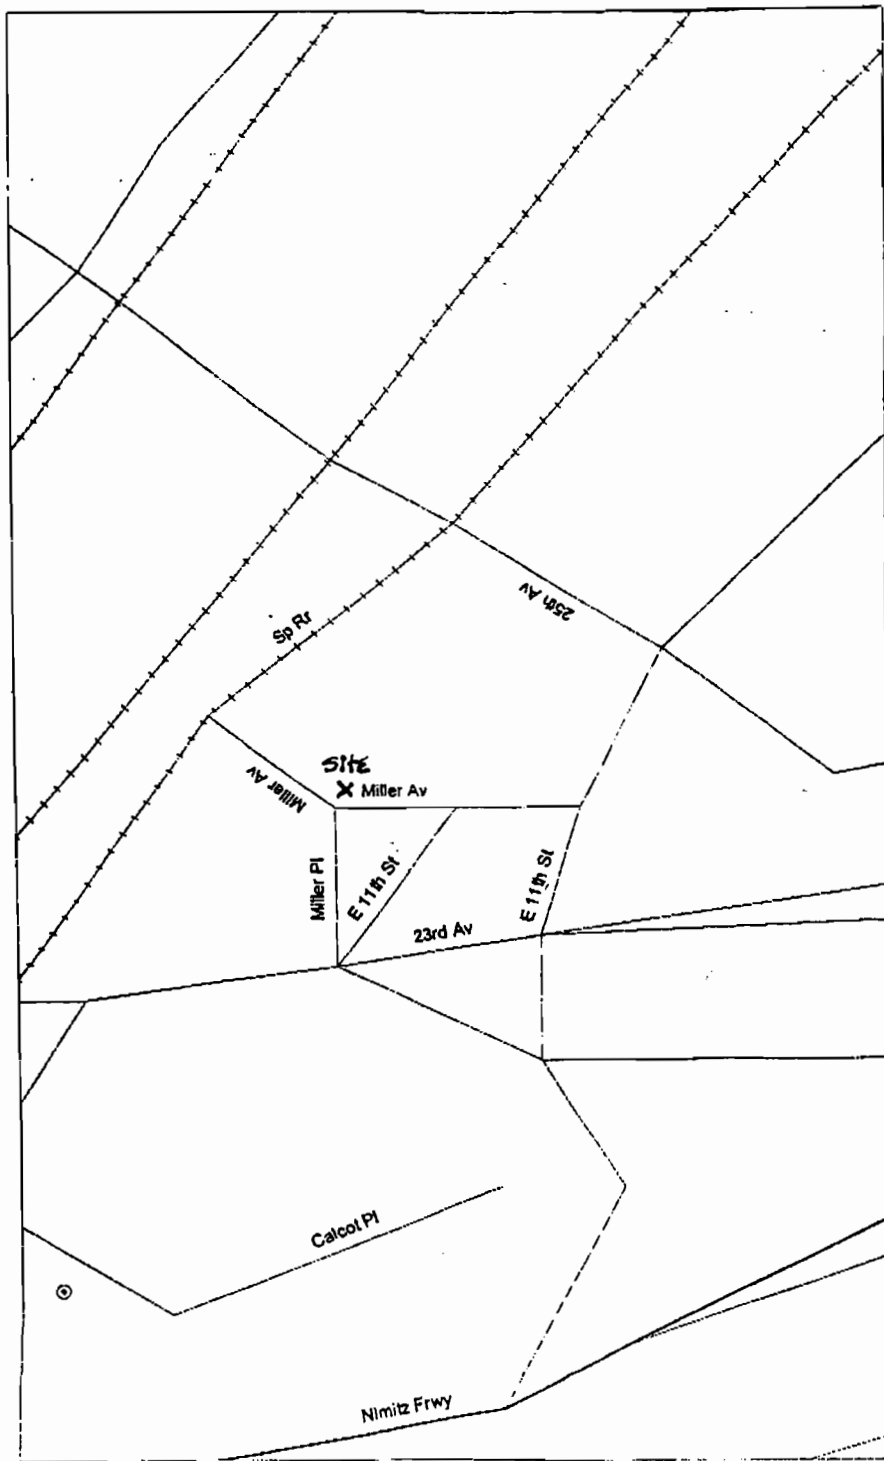 25th Av
Sp Rr
SITE
X Miller Av
Miller Av
Miller Pl
E 11th St
E 11th St
23rd Av
Calcot Pl
Nimitz Frwy